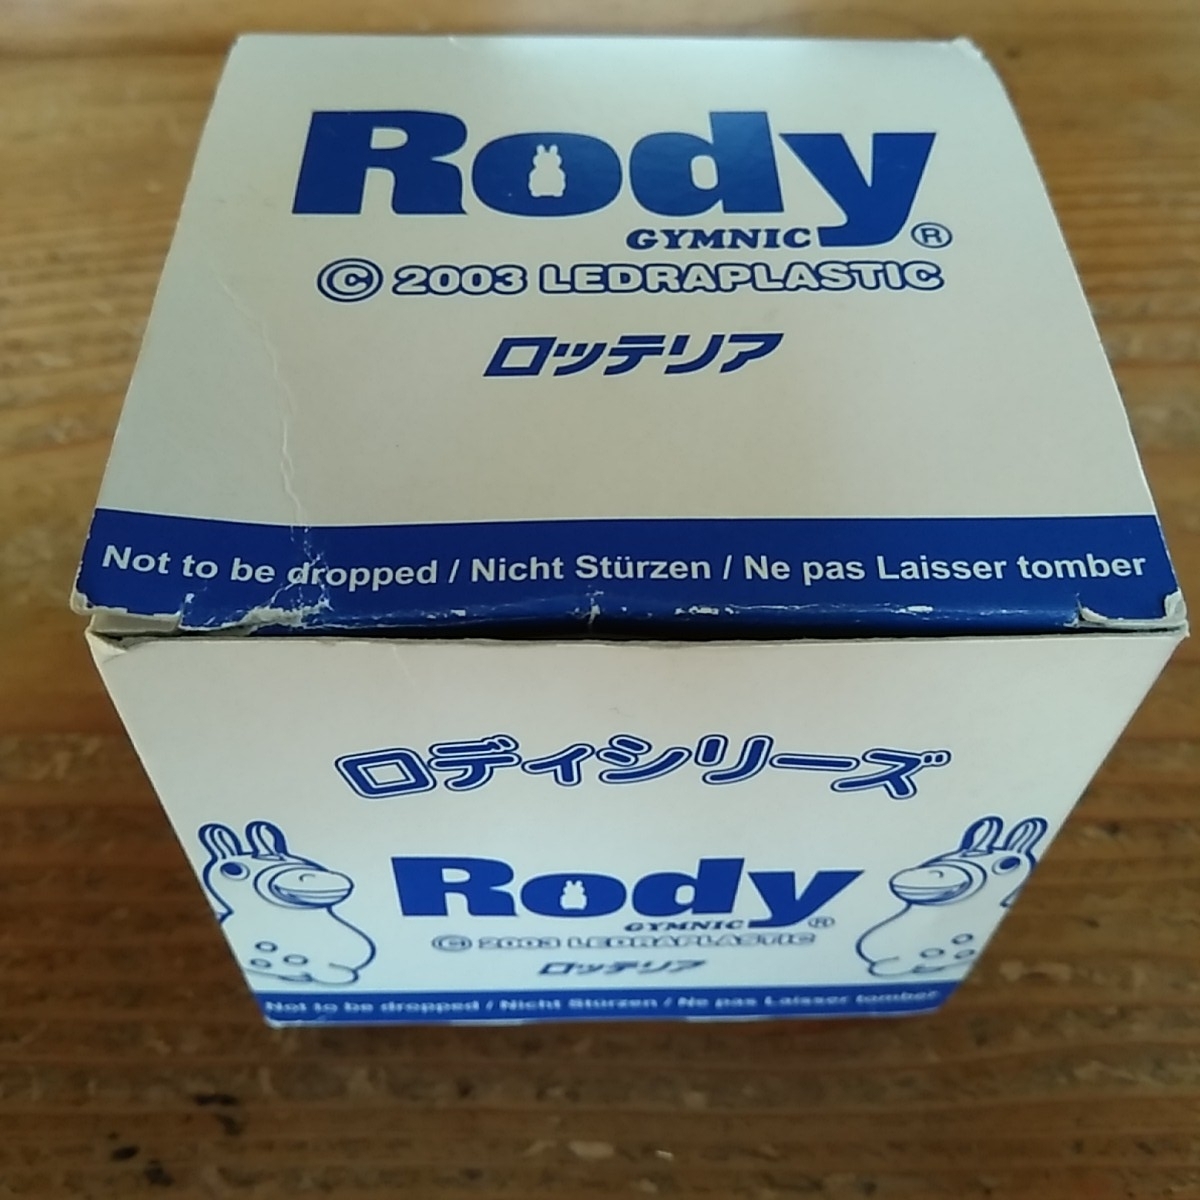 Rody
GYMNIC ®
© 2003 LEDRAPLASTIC
ロッテリア
Not to be dropped / Nicht Stürzen / Ne pas Laisser tomber
ロディシリーズ
Rody
GYMNIC ®
© 2003 LEDRAPLASTIC
ロッテリア
Not to be dropped / Nicht Stürzen / Ne pas Laisser tomber